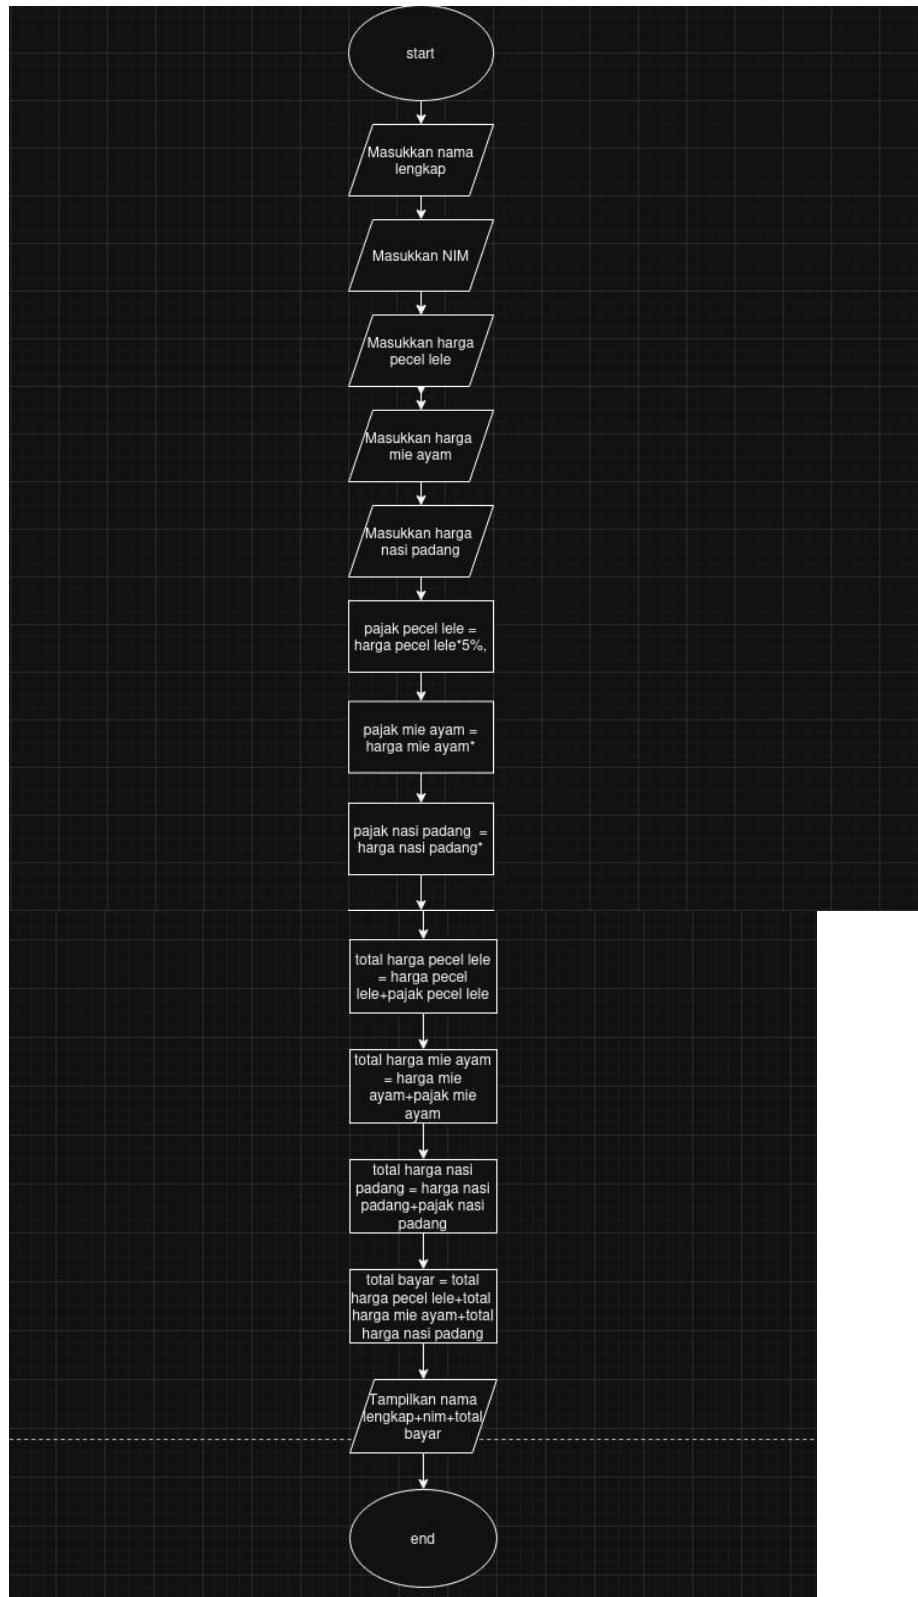 start
Masukkan nama
lengkap
Masukkan NIM
Masukkan harga
pecel lele
Masukkan harga
mie ayam
Masukkan harga
nasi padang
pajak pecel lele =
harga pecel lele*5%,
pajak mie ayam =
harga mie ayam*
pajak nasi padang =
harga nasi padang*
total harga pecel lele
= harga pecel
lele+pajak pecel lele
total harga mie ayam
= harga mie
ayam+pajak mie
ayam
total harga nasi
padang = harga nasi
padang+pajak nasi
padang
total bayar = total
harga pecel lele+total
harga mie ayam+total
harga nasi padang
Tampilkan nama
lengkap+nim+total
bayar
end